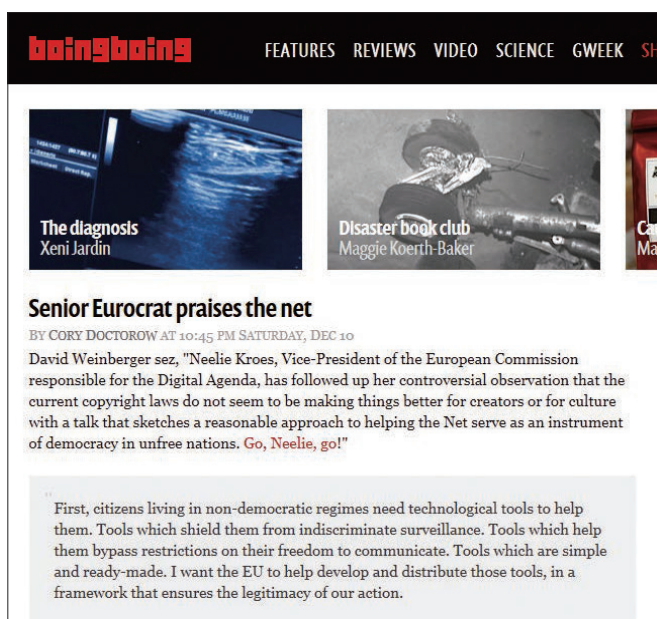 boingboing
FEATURES REVIEWS VIDEO SCIENCE GWEEK SH
The diagnosis
Xeni Jardin
Disaster book club
Maggie Koerth-Baker
Ca
Ma
Senior Eurocrat praises the net
BY CORY DOCTOROW AT 10:45 PM SATURDAY, DEC 10
David Weinberger sez, "Neelie Kroes, Vice-President of the European Commission
responsible for the Digital Agenda, has followed up her controversial observation that the
current copyright laws do not seem to be making things better for creators or for culture
with a talk that sketches a reasonable approach to helping the Net serve as an instrument
of democracy in unfree nations. Go, Neelie, go!"
"
First, citizens living in non-democratic regimes need technological tools to help
them. Tools which shield them from indiscriminate surveillance. Tools which help
them bypass restrictions on their freedom to communicate. Tools which are simple
and ready-made. I want the EU to help develop and distribute those tools, in a
framework that ensures the legitimacy of our action.